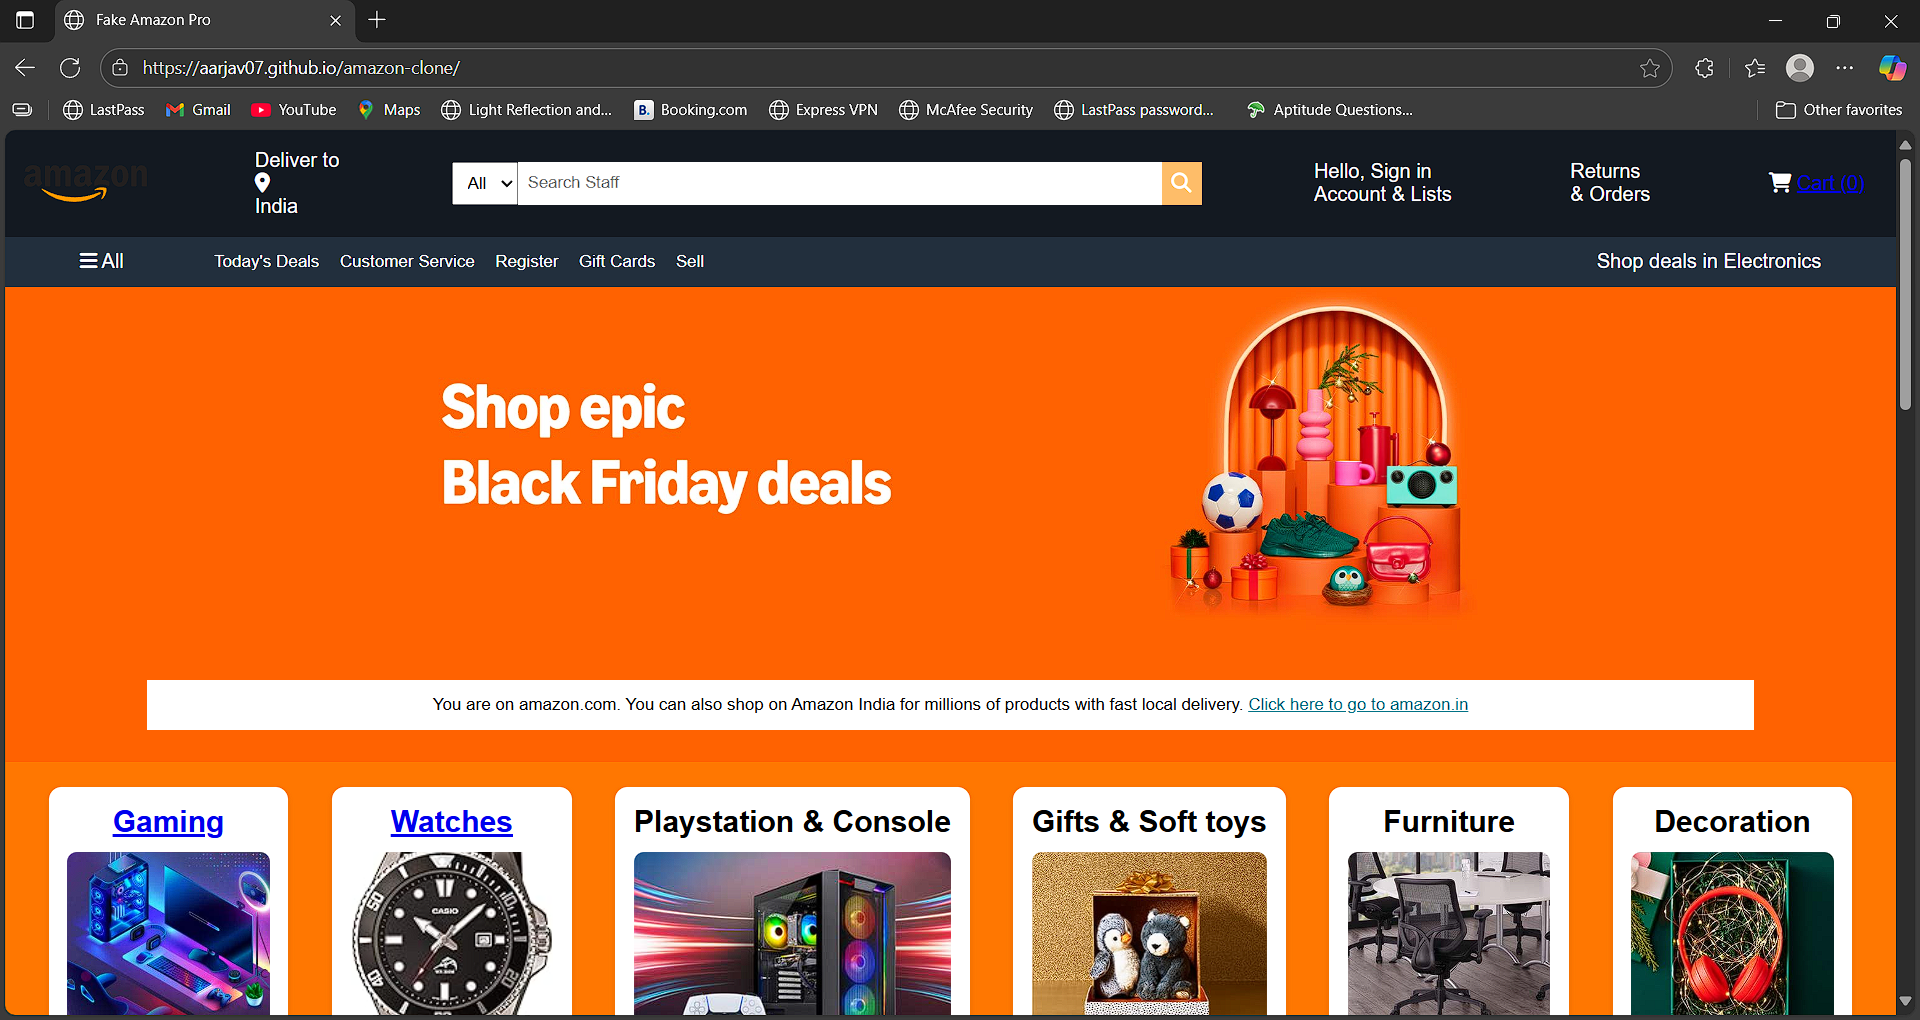 Fake Amazon Pro
https://aarjav07.github.io/amazon-clone/
LastPass Gmail YouTube Maps Light Reflection and... B. Booking.com Express VPN McAfee Security LastPass password... Aptitude Questions... Other favorites
amazon
Deliver to
India
All Search Staff
Hello, Sign in
Account & Lists
Returns
& Orders
Cart (0)
All Today's Deals Customer Service Register Gift Cards Sell Shop deals in Electronics
Shop epic
Black Friday deals
You are on amazon.com. You can also shop on Amazon India for millions of products with fast local delivery. Click here to go to amazon.in
Gaming Watches Playstation & Console Gifts & Soft toys Furniture Decoration
50 10
CASIO
40 20